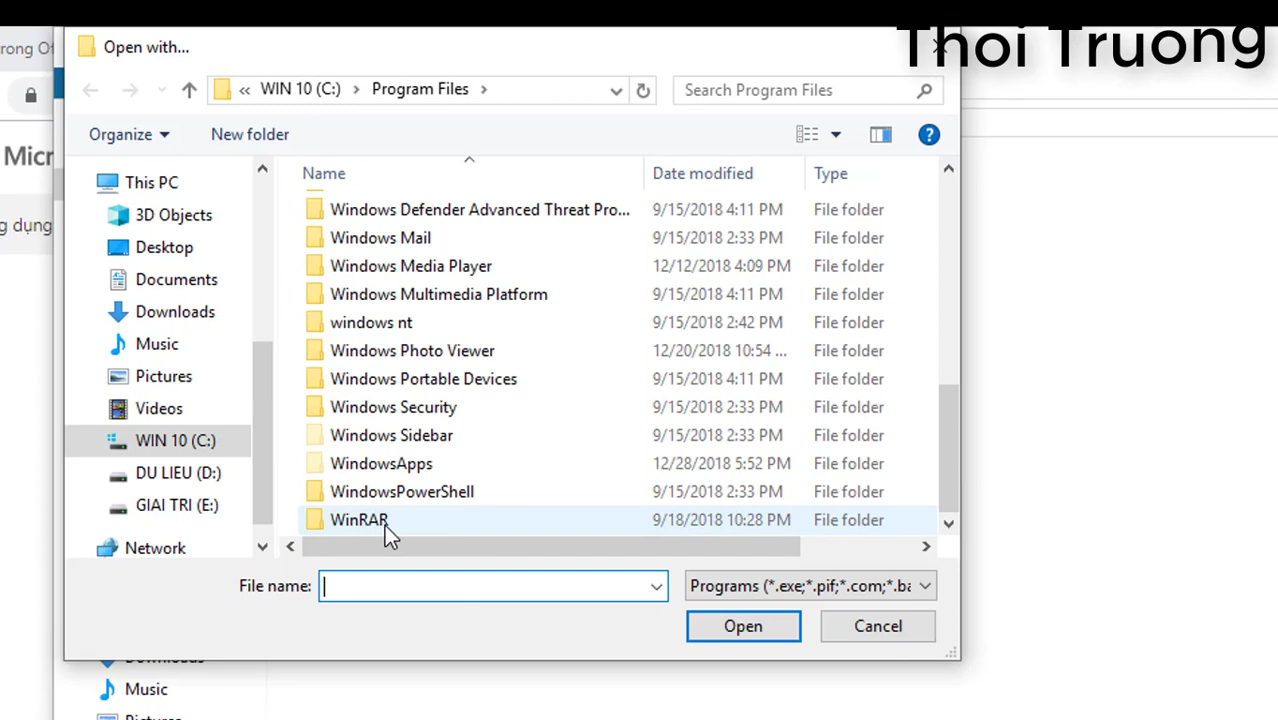 Thoi Truong
rong Of
Open with...
« WIN 10 (C:) > Program Files >
Search Program Files
Organize
New folder
Micr
This PC
Name
Date modified
Type
3D Objects
Windows Defender Advanced Threat Pro... 9/15/2018 4:11 PM File folder
g dụng
Desktop
Windows Mail 9/15/2018 2:33 PM File folder
Documents
Windows Media Player 12/12/2018 4:09 PM File folder
Downloads
Windows Multimedia Platform 9/15/2018 4:11 PM File folder
Music
windows nt 9/15/2018 2:42 PM File folder
Pictures
Windows Photo Viewer 12/20/2018 10:54 ... File folder
Videos
Windows Portable Devices 9/15/2018 4:11 PM File folder
WIN 10 (C:)
Windows Security 9/15/2018 2:33 PM File folder
DU LIEU (D:)
Windows Sidebar 9/15/2018 2:33 PM File folder
GIAI TRI (E:)
WindowsApps 12/28/2018 5:52 PM File folder
Network
WindowsPowerShell 9/15/2018 2:33 PM File folder
WinRAR 9/18/2018 10:28 PM File folder
File name:
Programs (*.exe;*.pif;*.com;*.ba
Open
Cancel
Music